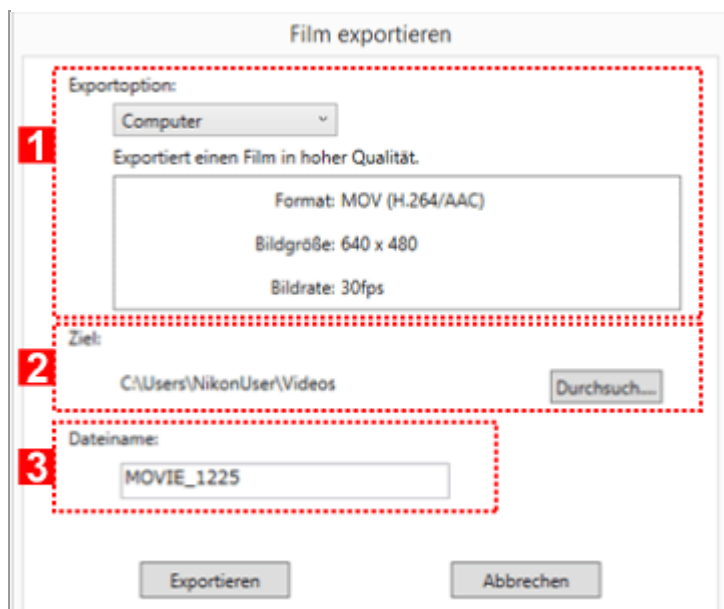 Film exportieren
Exportoption:
Computer
1
Exportiert einen Film in hoher Qualität.
Format: MOV (H.264/AAC)
Bildgröße: 640 x 480
Bildrate: 30fps
Ziel:
2
C:\Users\NikonUser\Videos
Durchsuch....
Dateiname:
3
MOVIE_1225
Exportieren
Abbrechen